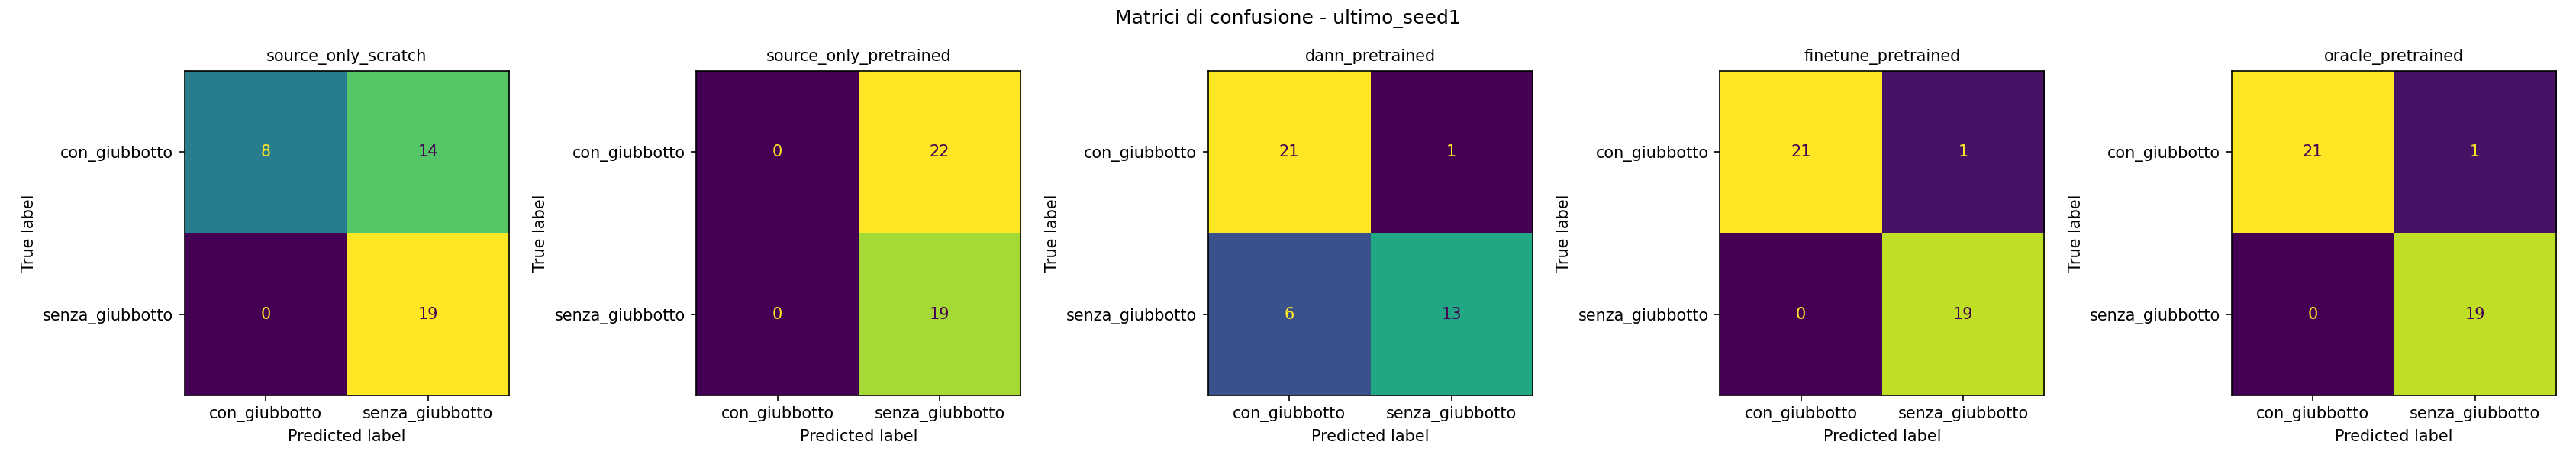 Matrici di confusione - ultimo_seed1
source_only_scratch
True label
con_giubbotto
senza_giubbotto
8
14
0
19
con_giubbotto
senza_giubbotto
Predicted label
source_only_pretrained
True label
con_giubbotto
senza_giubbotto
0
22
0
19
con_giubbotto
senza_giubbotto
Predicted label
dann_pretrained
True label
con_giubbotto
senza_giubbotto
21
1
6
13
con_giubbotto
senza_giubbotto
Predicted label
finetune_pretrained
True label
con_giubbotto
senza_giubbotto
21
1
0
19
con_giubbotto
senza_giubbotto
Predicted label
oracle_pretrained
True label
con_giubbotto
senza_giubbotto
21
1
0
19
con_giubbotto
senza_giubbotto
Predicted label